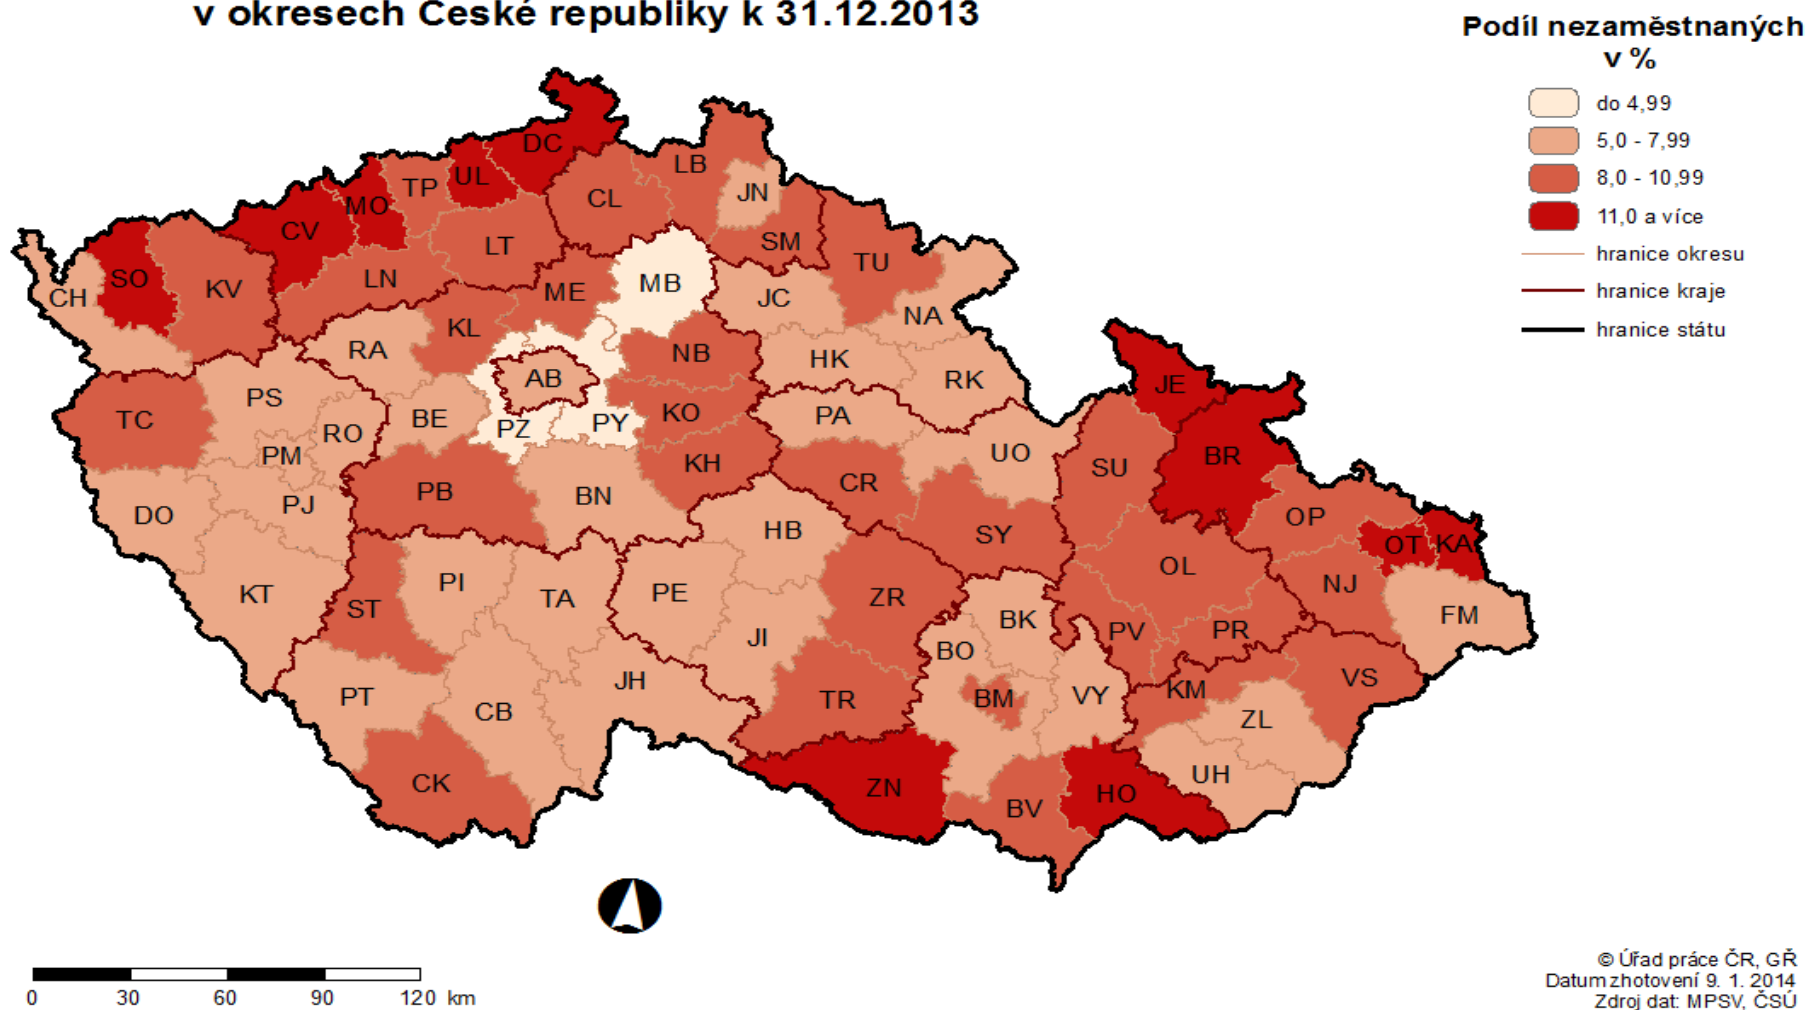 v okresech České republiky k 31.12.2013
Podíl nezaměstnaných
v %
do 4,99
5,0 - 7,99
8,0 - 10,99
11,0 a více
hranice okresu
hranice kraje
hranice státu
DC
LB
UL
TP
JN
CL
MO
CV
SM
LT
TU
SO
LN
KV
MB
ME
CH
JC
NA
KL
RA
NB
HK
AB
RK
JE
PS
KO
PA
BE
TC
PY
PZ
RO
PM
UO
BR
KH
SU
CR
PB
BN
PJ
DO
OP
HB
SY
OT
KA
OL
PI
NJ
KT
PE
TA
ZR
ST
FM
BK
PV
PR
JI
BO
JH
VS
KM
PT
TR
BM
VY
CB
ZL
UH
CK
ZN
HO
BV
0 30 60 90 120 km
© Úřad práce ČR, GŘ
Datum zhotovení 9. 1. 2014
Zdroj dat: MPSV, ČSÚ